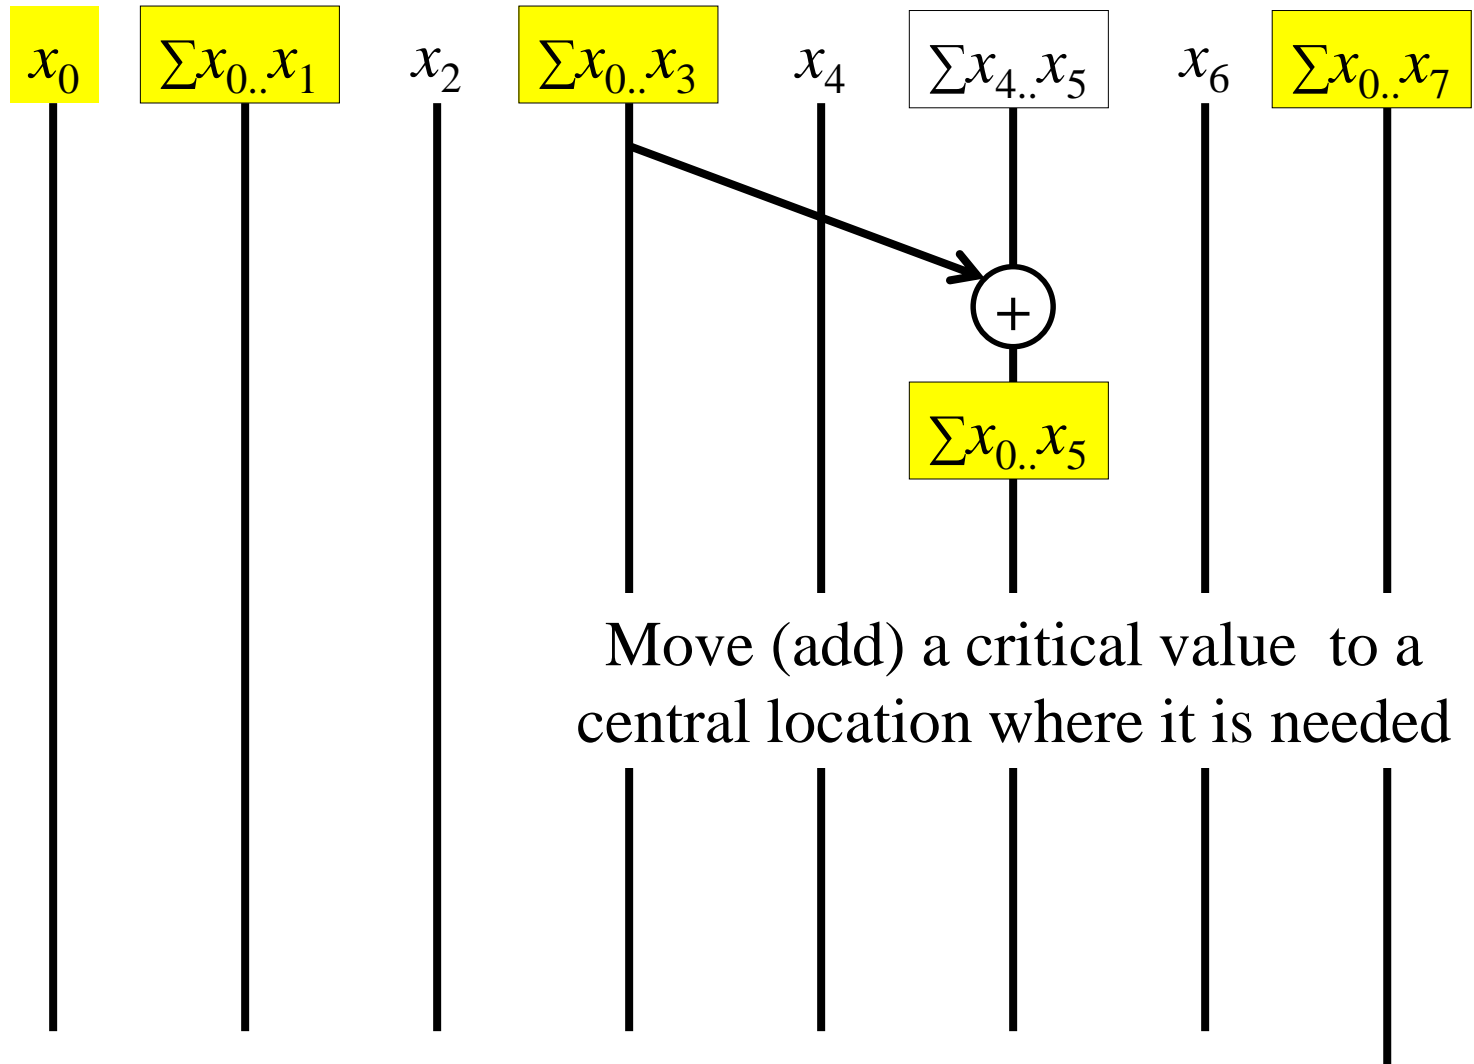 x₀ ∑x₀..x₁ x₂ ∑x₀..x₃ x₄ ∑x₄..x₅ x₆ ∑x₀..x₇
+
∑x₀..x₅
Move (add) a critical value to a
central location where it is needed